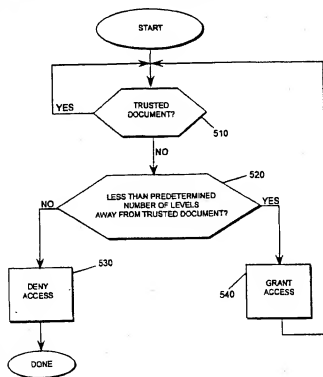 START
YES
TRUSTED
DOCUMENT?
510
NO
520
NO
LESS THAN PREDETERMINED
NUMBER OF LEVELS
AWAY FROM TRUSTED DOCUMENT?
YES
530
DENY
ACCESS
540
GRANT
ACCESS
DONE